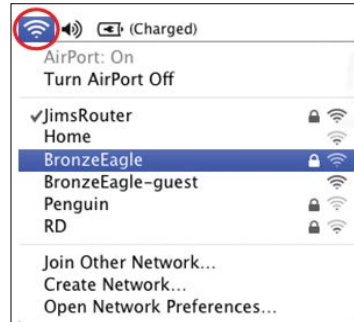 (Charged)
AirPort: On
Turn AirPort Off
✓JimsRouter
Home
BronzeEagle
BronzeEagle-guest
Penguin
RD
Join Other Network...
Create Network...
Open Network Preferences...